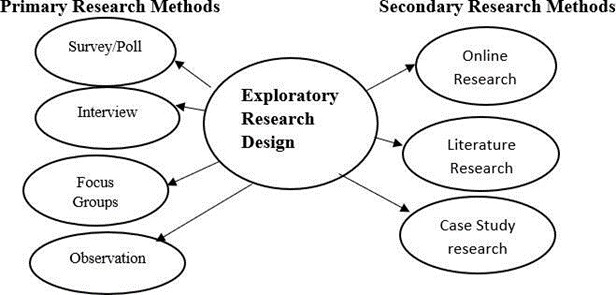 Primary Research Methods
Secondary Research Methods
Survey/Poll
Interview
Focus
Groups
Observation
Exploratory
Research
Design
Online
Research
Literature
Research
Case Study
research